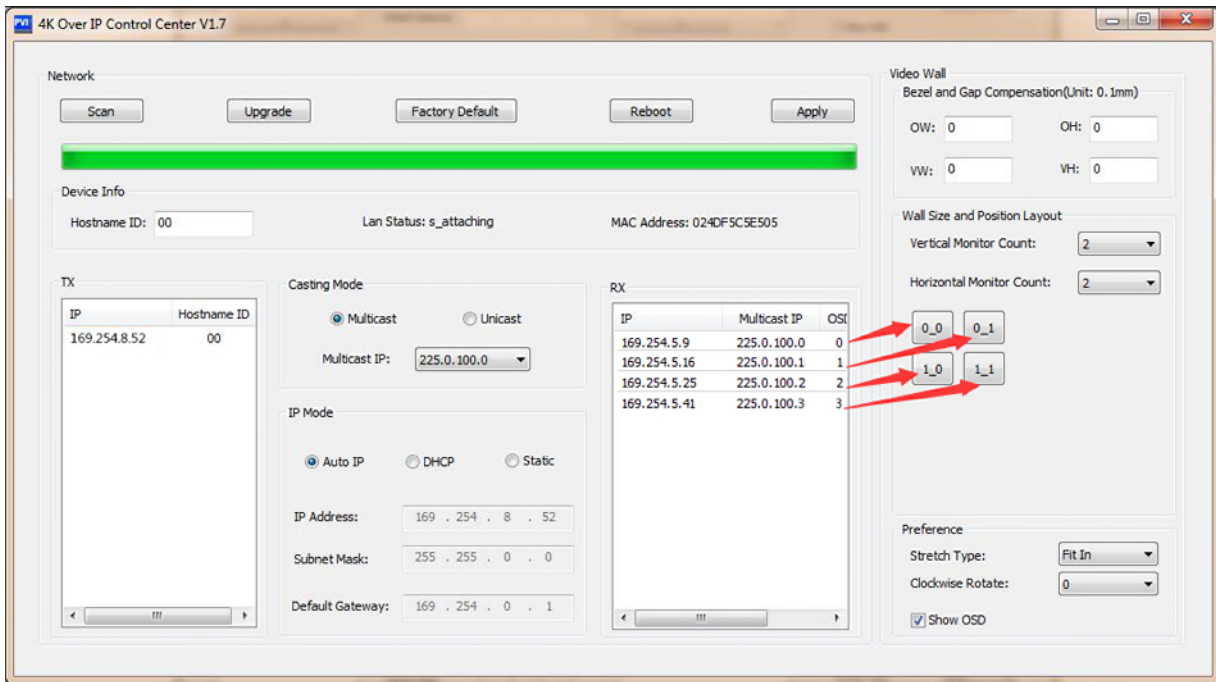 PVI 4K Over IP Control Center V1.7
Network
Scan Upgrade Factory Default Reboot Apply
Device Info
Hostname ID: 00 Lan Status: s_attaching MAC Address: 024DF5C5E505
TX
IP Hostname ID
169.254.8.52 00
Casting Mode
Multicast Unicast
Multicast IP: 225.0.100.0
IP Mode
Auto IP DHCP Static
IP Address: 169 . 254 . 8 . 52
Subnet Mask: 255 . 255 . 0 . 0
Default Gateway: 169 . 254 . 0 . 1
RX
IP Multicast IP OSD
169.254.5.9 225.0.100.0 0
169.254.5.16 225.0.100.1 1
169.254.5.25 225.0.100.2 2
169.254.5.41 225.0.100.3 3
Video Wall
Bezel and Gap Compensation(Unit: 0.1mm)
OW: 0 OH: 0
VW: 0 VH: 0
Wall Size and Position Layout
Vertical Monitor Count: 2
Horizontal Monitor Count: 2
0_0 0_1
1_0 1_1
Preference
Stretch Type: Fit In
Clockwise Rotate: 0
Show OSD